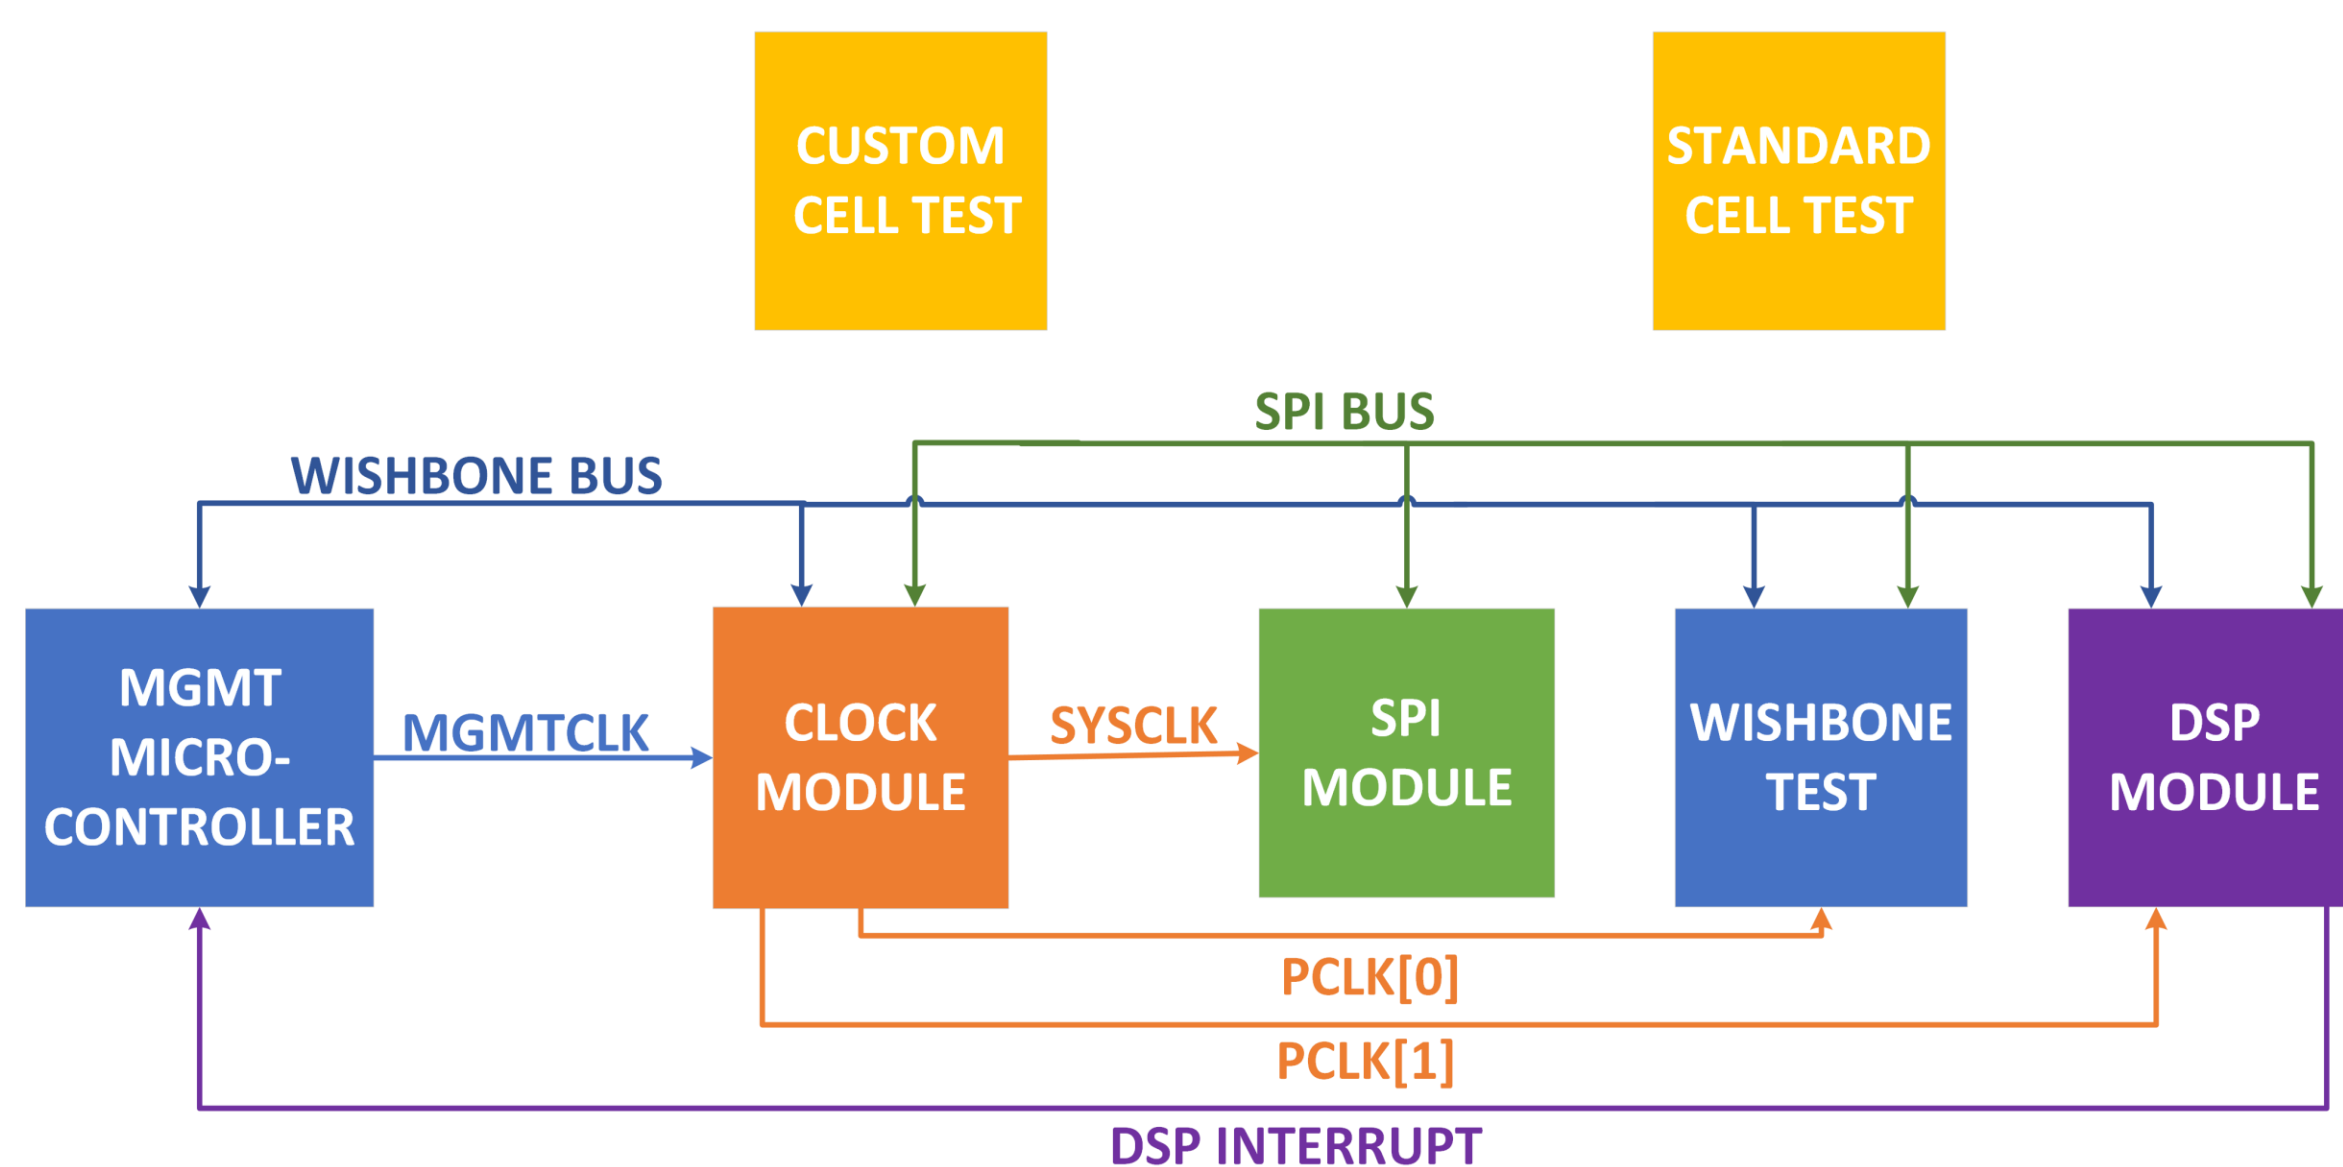 CUSTOM
CELL TEST
STANDARD
CELL TEST
SPI BUS
WISHBONE BUS
MGMT
MICRO-
CONTROLLER
MGMTCLK
CLOCK
MODULE
SYSCLK
SPI
MODULE
WISHBONE
TEST
DSP
MODULE
PCLK[0]
PCLK[1]
DSP INTERRUPT